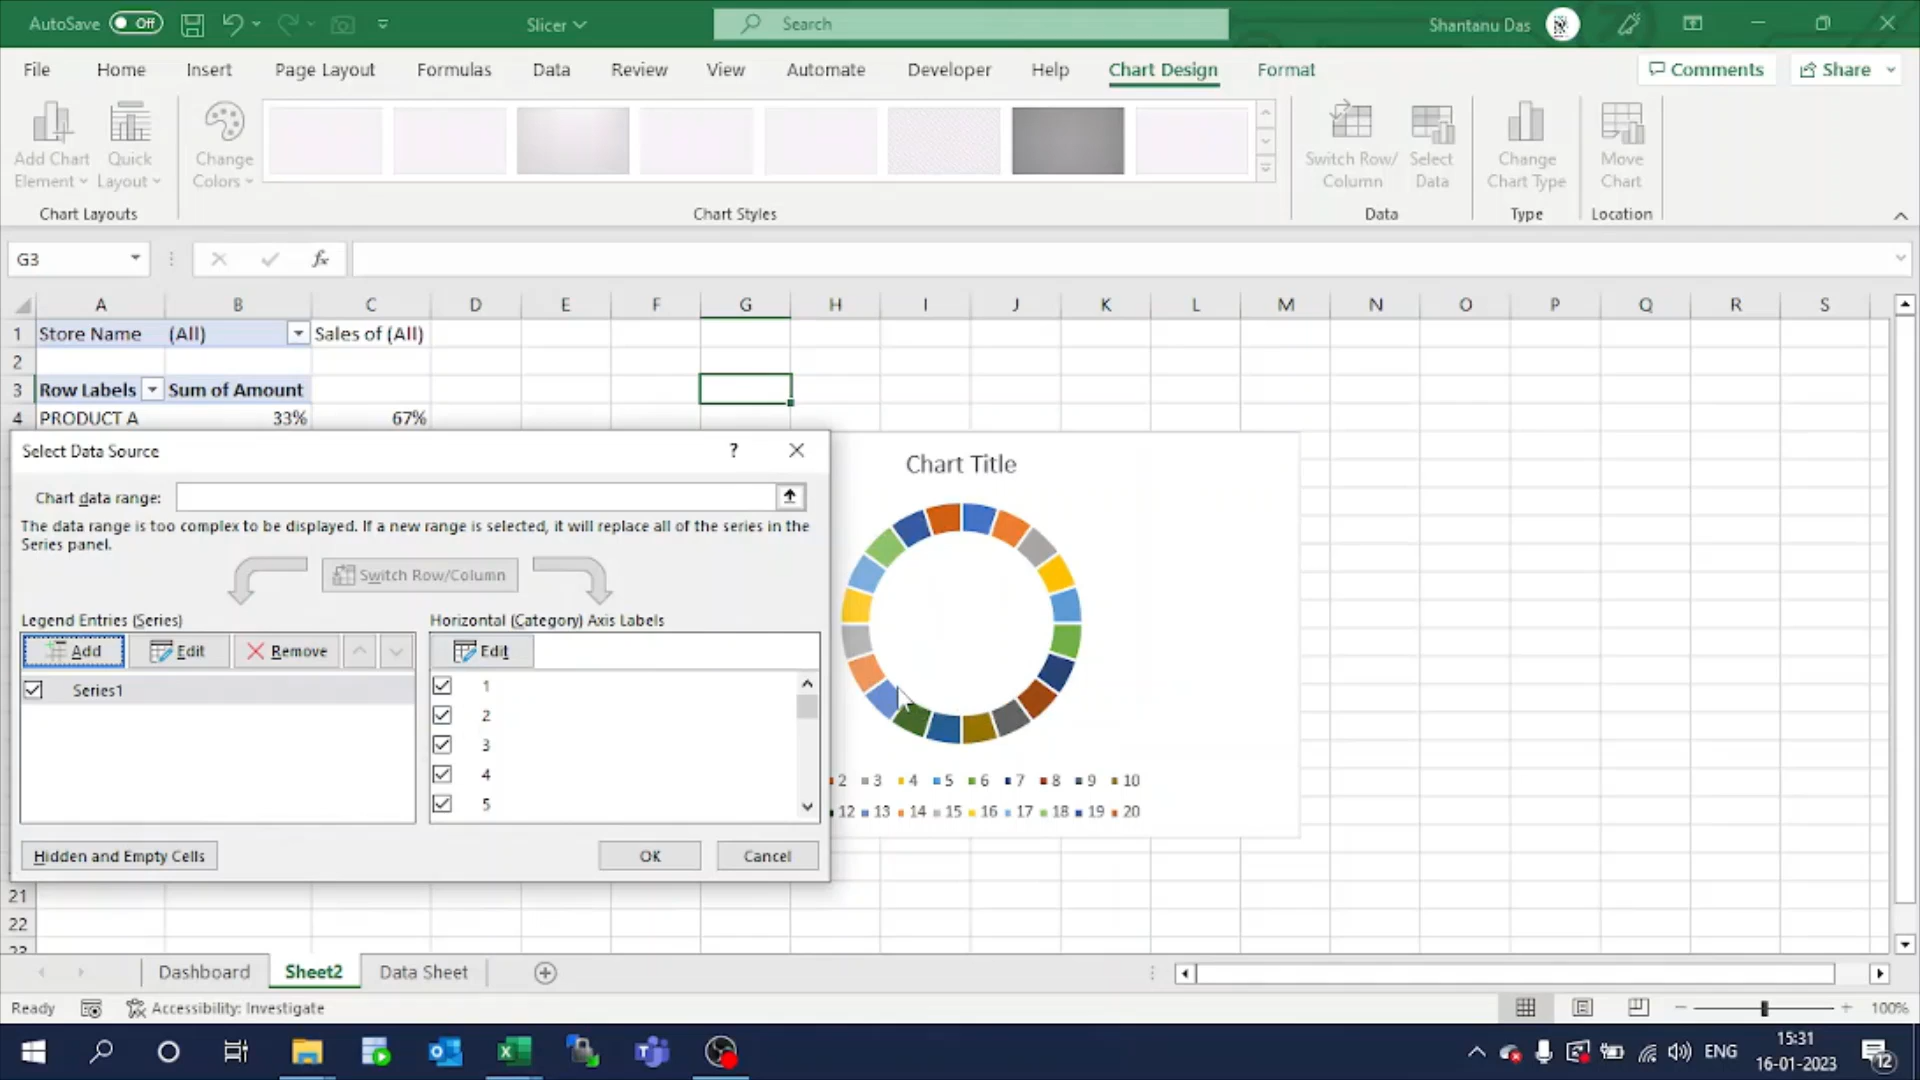 AutoSave Off Slicer Search Shantanu Das
File Home Insert Page Layout Formulas Data Review View Automate Developer Help Chart Design Format Comments Share
Add Chart Element Quick Layout Change Colors Switch Row/ Column Select Data Change Chart Type Move Chart
Chart Layouts Chart Styles Data Type Location
G3 fx
A B C D E F G H I J K L M N O P Q R S
1 Store Name (All) Sales of (All)
2
3 Row Labels Sum of Amount
4 PRODUCT A 33% 67%
Select Data Source ?
Chart Title
Chart data range:
The data range is too complex to be displayed. If a new range is selected, it will replace all of the series in the
Series panel.
Switch Row/Column
Legend Entries (Series) Horizontal (Category) Axis Labels
Add Edit Remove Edit
Series1
1
2
3
4
5
2 3 4 5 6 7 8 9 10
12 13 14 15 16 17 18 19 20
Hidden and Empty Cells OK Cancel
21
22
23
Dashboard Sheet2 Data Sheet
Ready Accessibility: Investigate 100%
ENG 15:31
16-01-2023 12